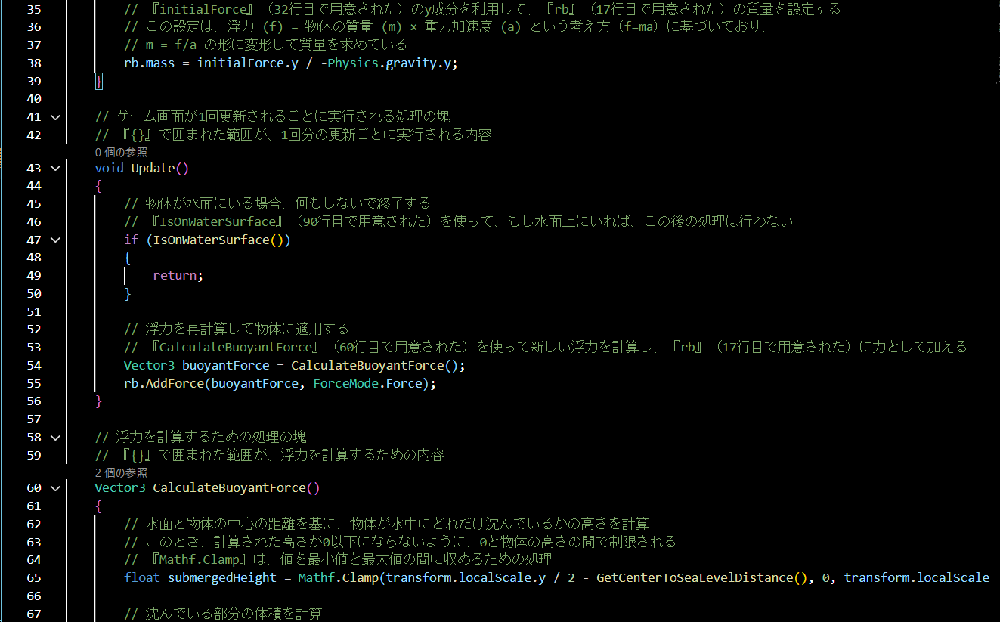 35 // 『initialForce』（32行目で用意された）のy成分を利用して、『rb』（17行目で用意された）の質量を設定する
36 // この設定は、浮力 (f) = 物体の質量 (m) × 重力加速度 (a) という考え方（f=ma）に基づいており、
37 // m = f/a の形に変形して質量を求めている
38 rb.mass = initialForce.y / -Physics.gravity.y;
39 }
40
41 // ゲーム画面が1回更新されるごとに実行される処理の塊
42 // 『{}』で囲まれた範囲が、1回分の更新ごとに実行される内容
0 個の参照
43 void Update()
44 {
45 // 物体が水面にいる場合、何もしないで終了する
46 // 『IsOnWaterSurface』（90行目で用意された）を使って、もし水面上にいれば、この後の処理は行わない
47 if (IsOnWaterSurface())
48 {
49 return;
50 }
51
52 // 浮力を再計算して物体に適用する
53 // 『CalculateBuoyantForce』（60行目で用意された）を使って新しい浮力を計算し、『rb』（17行目で用意された）に力として加える
54 Vector3 buoyantForce = CalculateBuoyantForce();
55 rb.AddForce(buoyantForce, ForceMode.Force);
56 }
57
58 // 浮力を計算するための処理の塊
59 // 『{}』で囲まれた範囲が、浮力を計算するための内容
2 個の参照
60 Vector3 CalculateBuoyantForce()
61 {
62 // 水面と物体の中心の距離を基に、物体が水中にどれだけ沈んでいるかの高さを計算
63 // このとき、計算された高さが0以下にならないように、0と物体の高さの間で制限される
64 // 『Mathf.Clamp』は、値を最小値と最大値の間に収めるための処理
65 float submergedHeight = Mathf.Clamp(transform.localScale.y / 2 - GetCenterToSeaLevelDistance(), 0, transform.localScale
66
67 // 沈んでいる部分の体積を計算